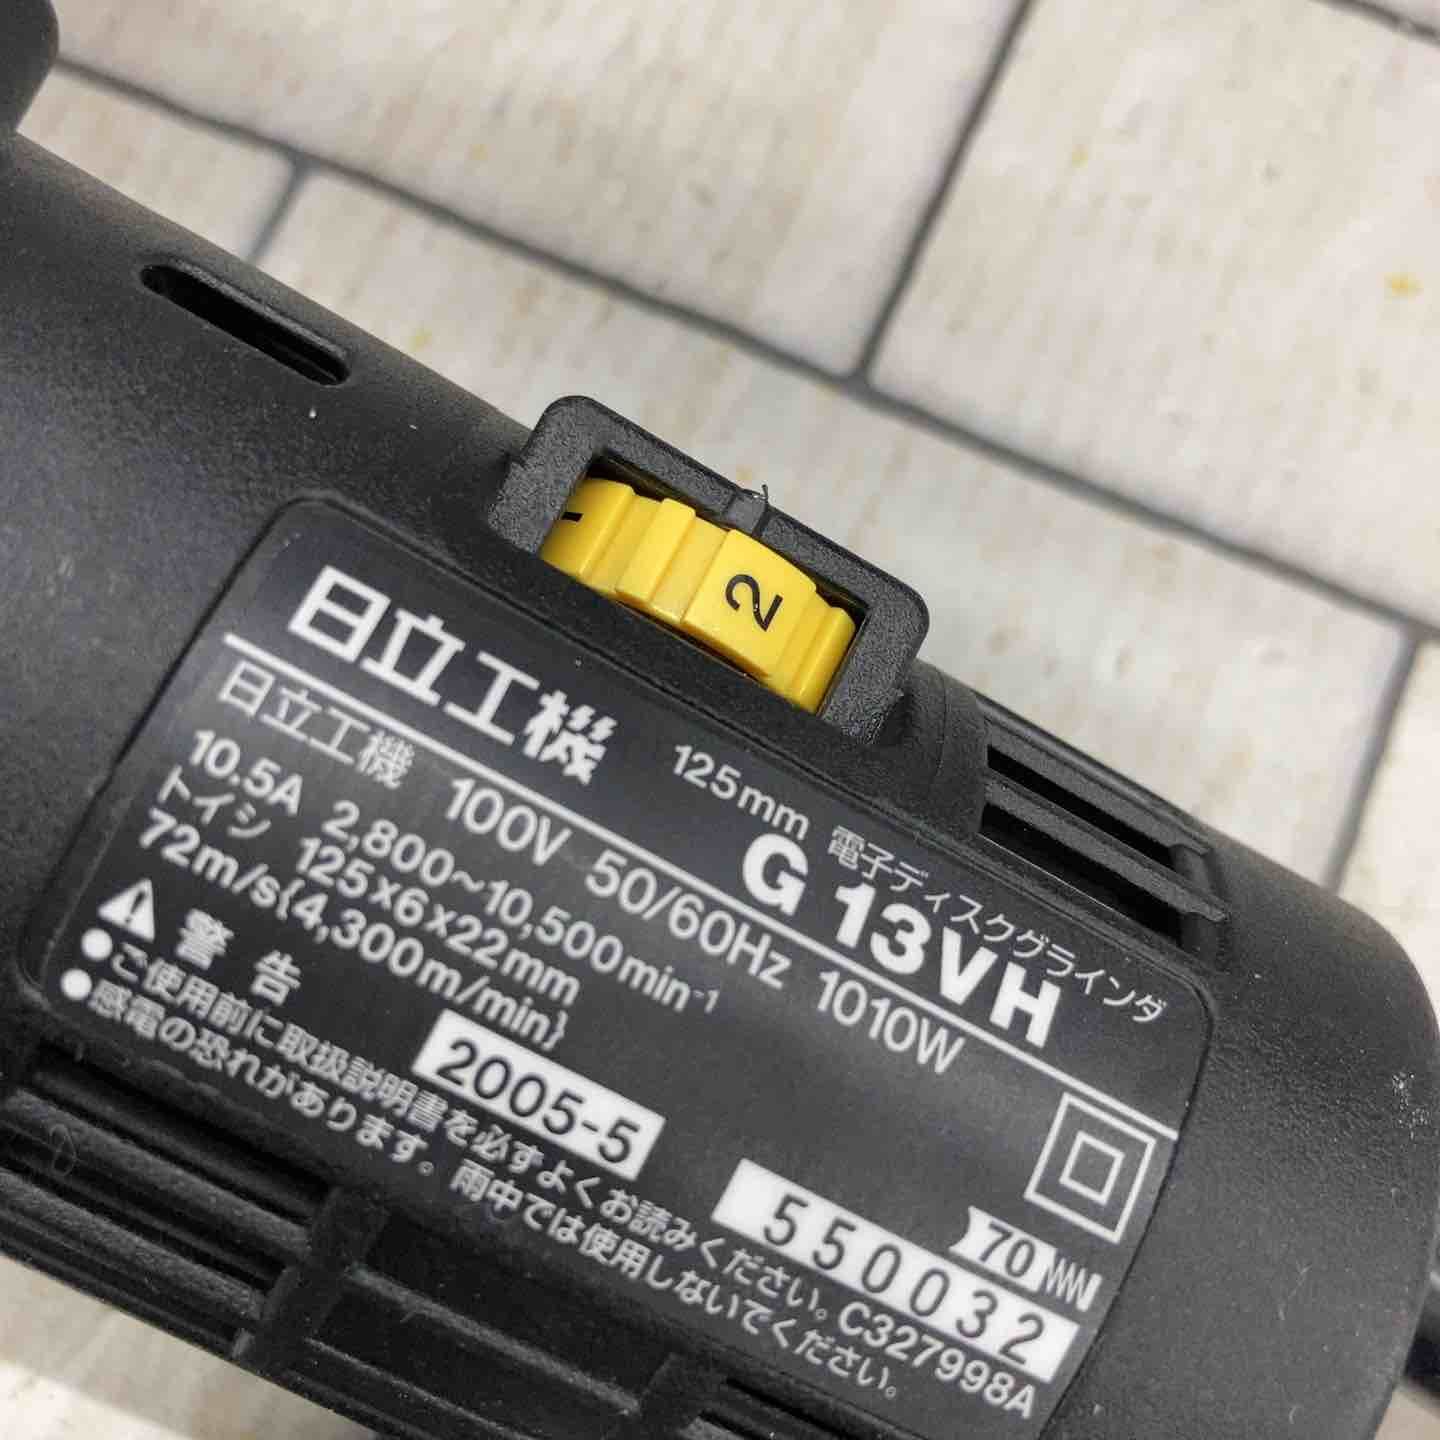 1
2
日立工機
125mm 電子ディスクグラインダ
G 13VH
日立工機 100V 50/60Hz 1010W
10.5A 2,800~10,500min-1
トイシ 125×6×22mm
72m/s{4,300m/min}
2005-5
70
550032
警告
●ご使用前に取扱説明書を必ずよくお読みください。
●感電の恐れがあります。雨中では使用しないでください。
C327998A